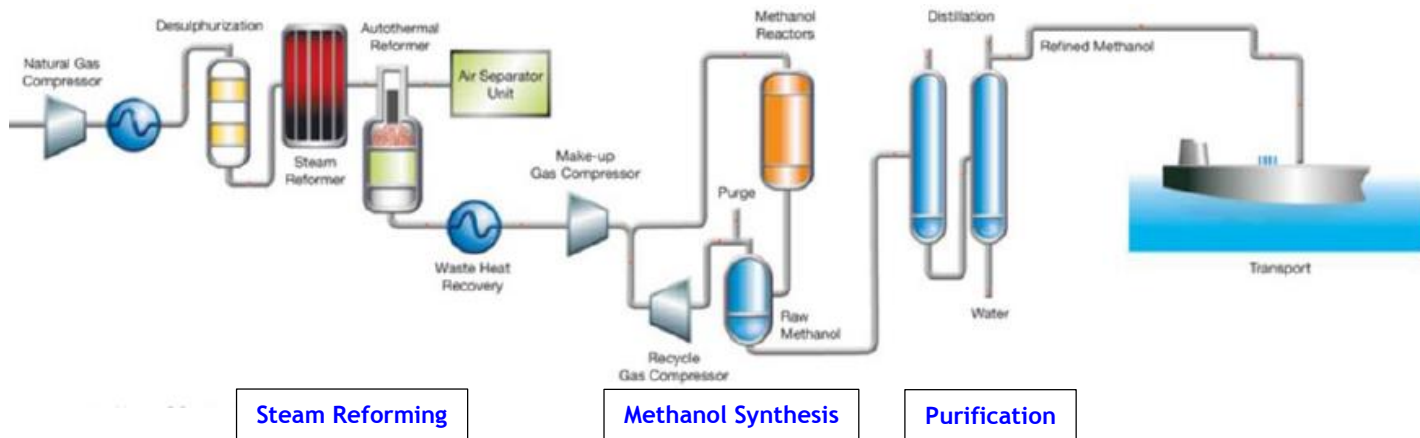 Natural Gas
Compressor
Desulphurization
Steam
Reformer
Autothermal
Reformer
Air Separator
Unit
Waste Heat
Recovery
Make-up
Gas Compressor
Recycle
Gas Compressor
Purge
Methanol
Reactors
Raw
Methanol
Distillation
Refined Methanol
Water
Transport
Steam Reforming
Methanol Synthesis
Purification